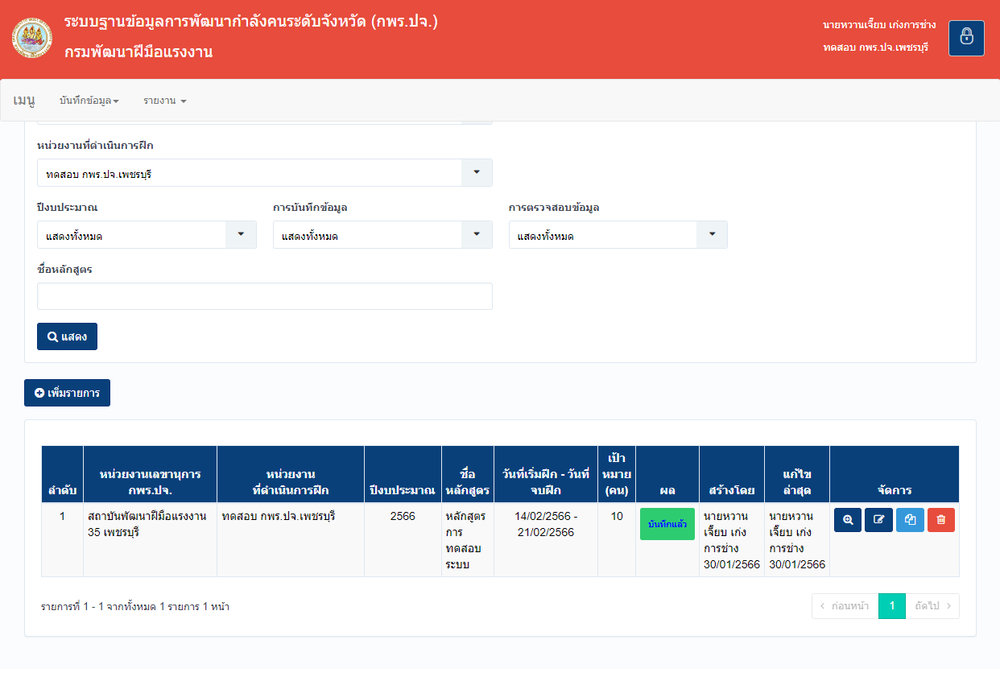 ระบบฐานข้อมูลการพัฒนากำลังคนระดับจังหวัด (กพร.ปจ.)
กรมพัฒนาฝีมือแรงงาน
นายหวานเจี๊ยบ เก่งการช่าง
ทดสอบ กพร.ปจ.เพชรบุรี
เมนู บันทึกข้อมูล รายงาน
หน่วยงานที่ดำเนินการฝึก
ทดสอบ กพร.ปจ.เพชรบุรี
ปีงบประมาณ การบันทึกข้อมูล การตรวจสอบข้อมูล
แสดงทั้งหมด แสดงทั้งหมด แสดงทั้งหมด
ชื่อหลักสูตร
แสดง
เพิ่มรายการ
เป้า
หน่วยงานเลขานุการ หน่วยงาน ชื่อ วันที่เริ่มฝึก - วันที่ หมาย แก้ไข
ลำดับ กพร.ปจ. ที่ดำเนินการฝึก ปีงบประมาณ หลักสูตร จบฝึก (คน) ผล สร้างโดย ล่าสุด จัดการ
1 สถาบันพัฒนาฝีมือแรงงาน ทดสอบ กพร.ปจ.เพชรบุรี 2566 หลักสูตร 14/02/2566 - 10 บันทึกแล้ว นายหวาน นายหวาน
35 เพชรบุรี การ 21/02/2566 เจี๊ยบ เก่ง เจี๊ยบ เก่ง
ทดสอบ การช่าง การช่าง
ระบบ 30/01/2566 30/01/2566
รายการที่ 1 - 1 จากทั้งหมด 1 รายการ 1 หน้า
ก่อนหน้า 1 ถัดไป